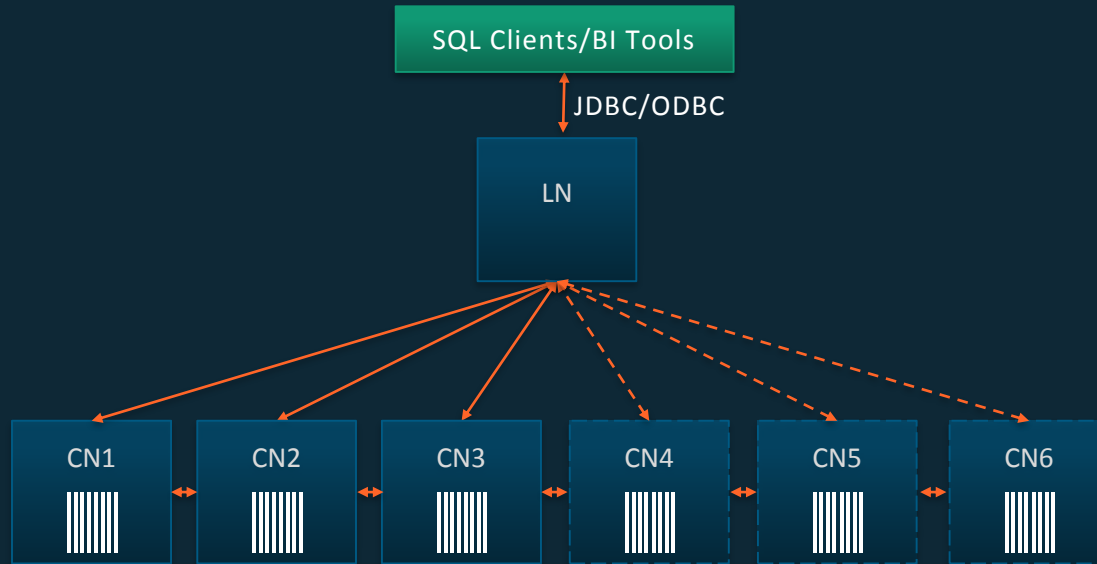 SQL Clients/BI Tools
JDBC/ODBC
LN
CN1
CN2
CN3
CN4
CN5
CN6